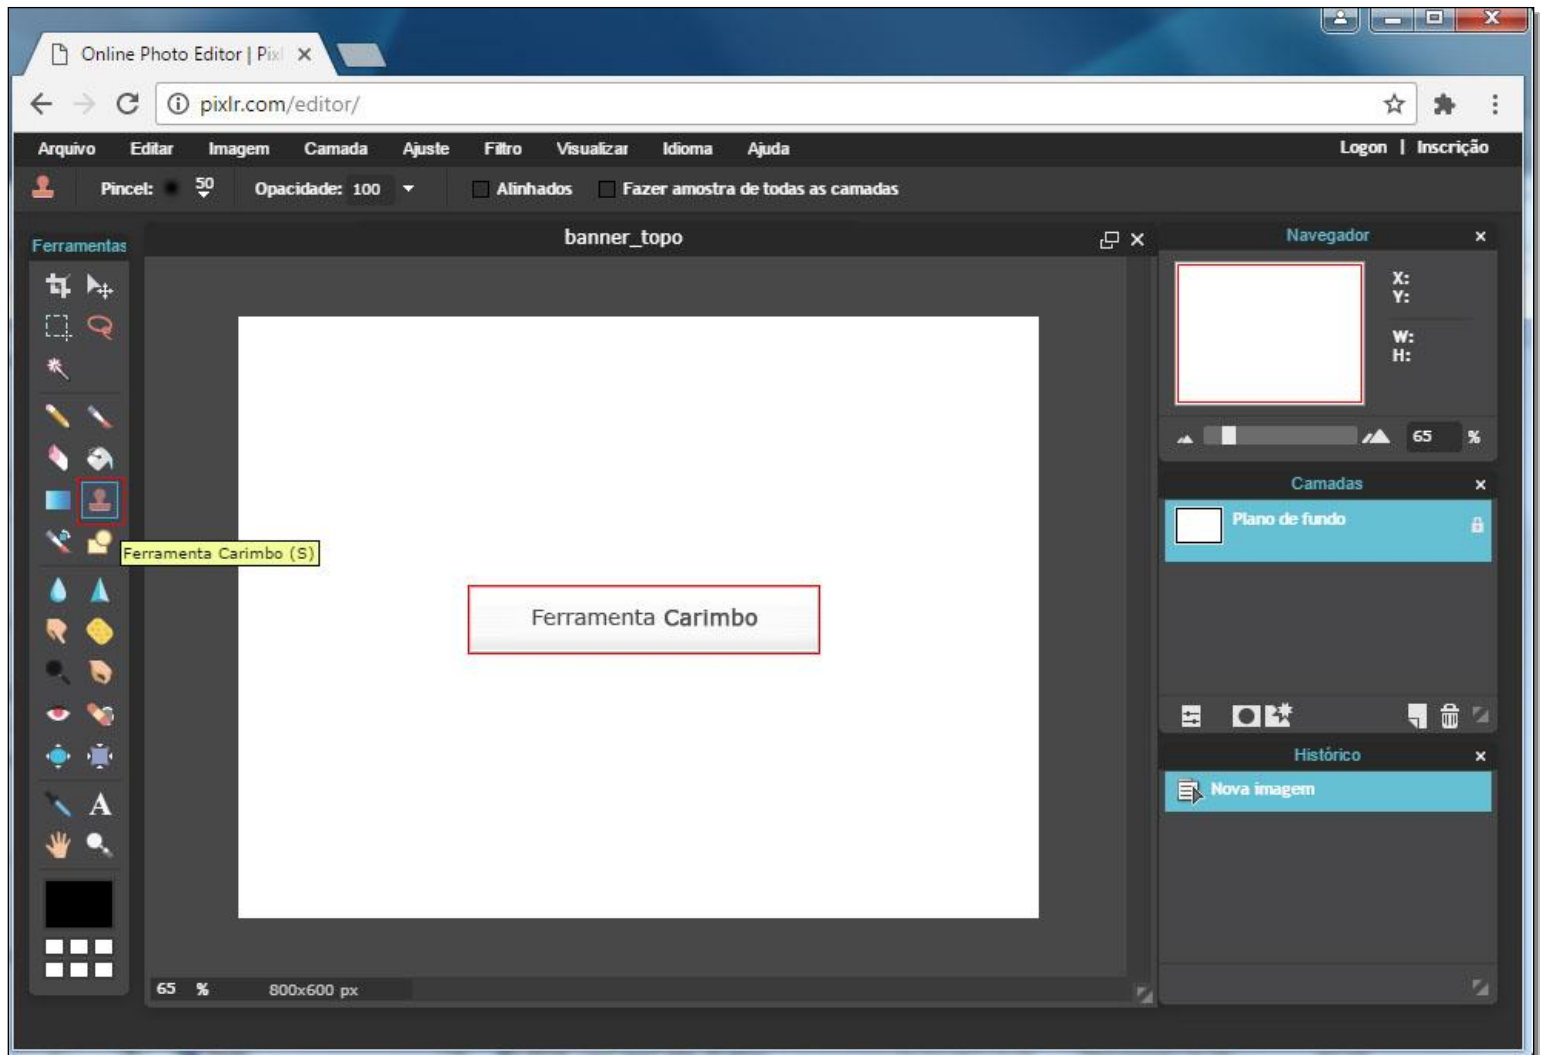 Online Photo Editor | Pixl
pixlr.com/editor/
Arquivo Editar Imagem Camada Ajuste Filtro Visualizar Idioma Ajuda Logon | Inscrição
Pincel: 50 Opacidade: 100 Alinhados Fazer amostra de todas as camadas
Ferramentas
banner_topo
Navegador
X:
Y:
W:
H:
65 %
Camadas
Plano de fundo
Ferramenta Carimbo (S)
Ferramenta Carimbo
Histórico
Nova imagem
A
65 % 800x600 px